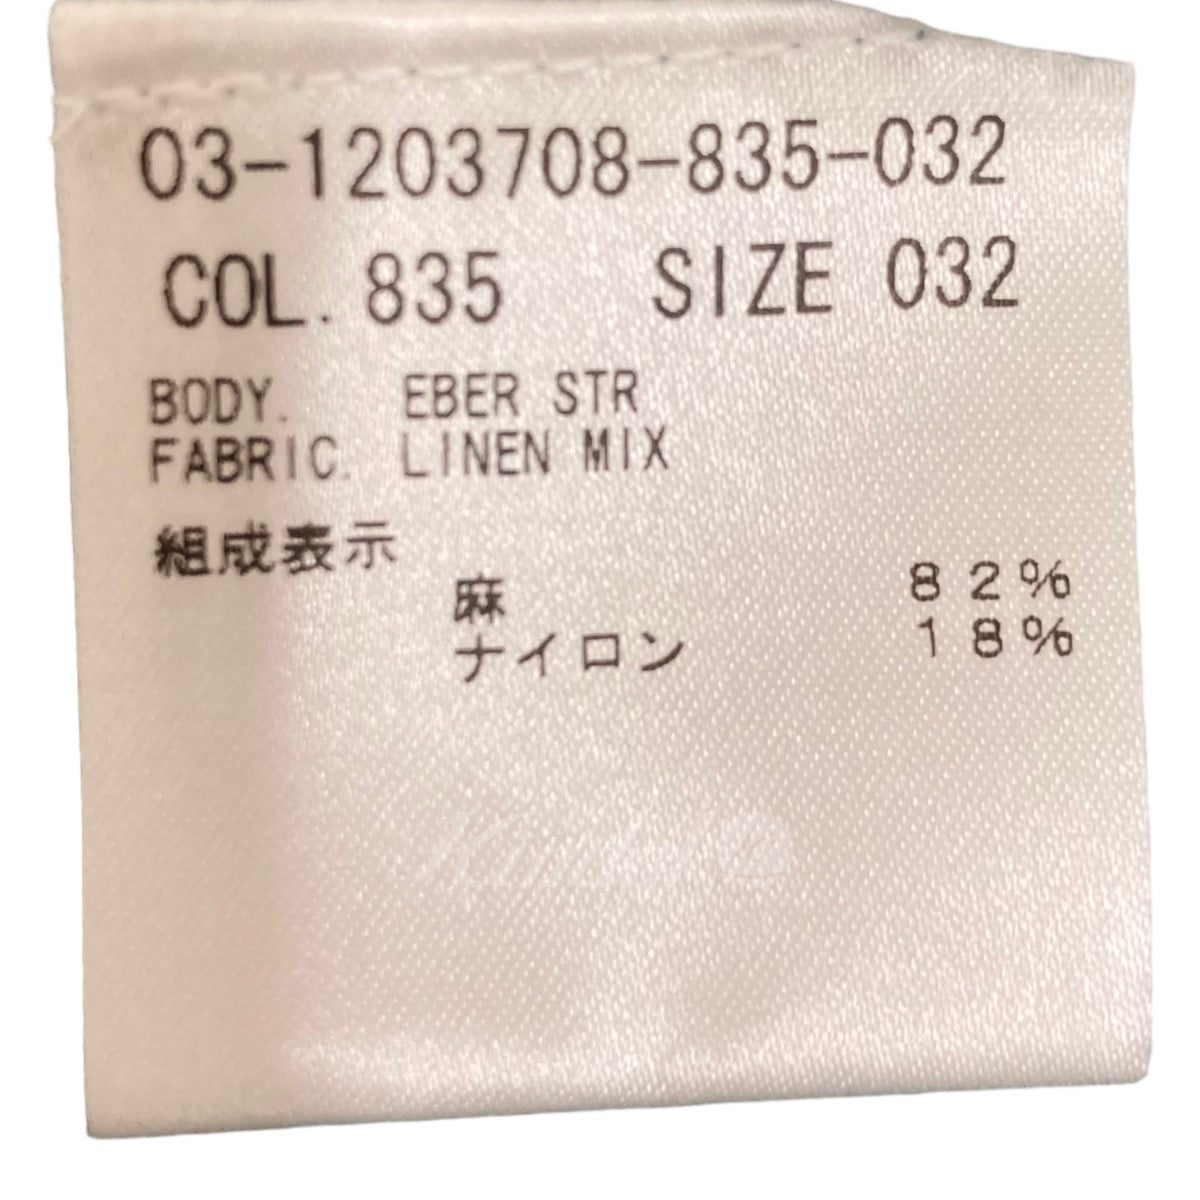 03-1203708-835-032
COL. 835 SIZE 032
BODY. EBER STR
FABRIC. LINEN MIX
組成表示
麻 82%
ナイロン 18%